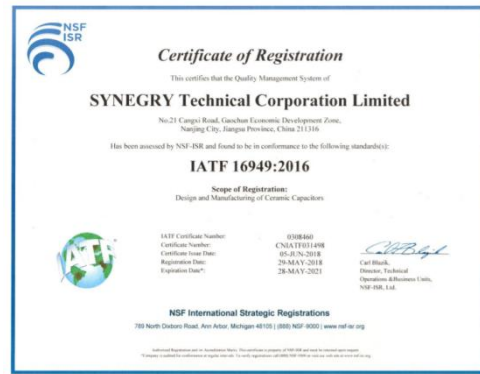 NSF
ISR
Certificate of Registration
This certifies that the Quality Management System of
SYNEGRY Technical Corporation Limited
No.21 Cangxi Road, Gaochun Economic Development Zone,
Nanjing City, Jiangsu Province, China 211316
Has been assessed by NSF-ISR and found to be in conformance to the following standard(s):
IATF 16949:2016
Scope of Registration:
Design and Manufacturing of Ceramic Capacitors
IATF
IATF Certificate Number: 0308460
Certificate Number: CNIATF031498
Certificate Issue Date: 05-JUN-2018
Registration Date: 29-MAY-2018
Expiration Date*: 28-MAY-2021
Carl Blazik,
Director, Technical
Operations & Business Units,
NSF-ISR, Ltd.
NSF International Strategic Registrations
789 North Dixboro Road, Ann Arbor, Michigan 48105 | (888) NSF-9000 | www.nsf-isr.org